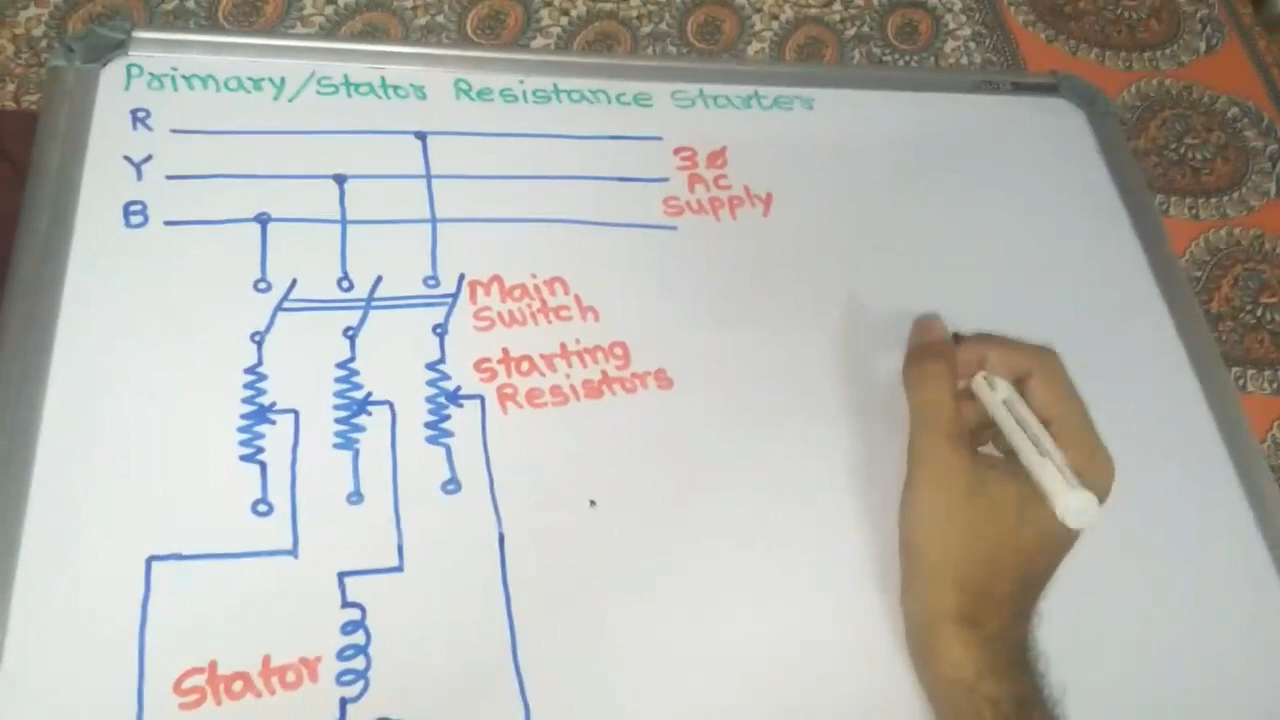 Primary/Stator Resistance Starter
R
Y
B
3ø
AC
Supply
Main
Switch
Starting
Resistors
Stator